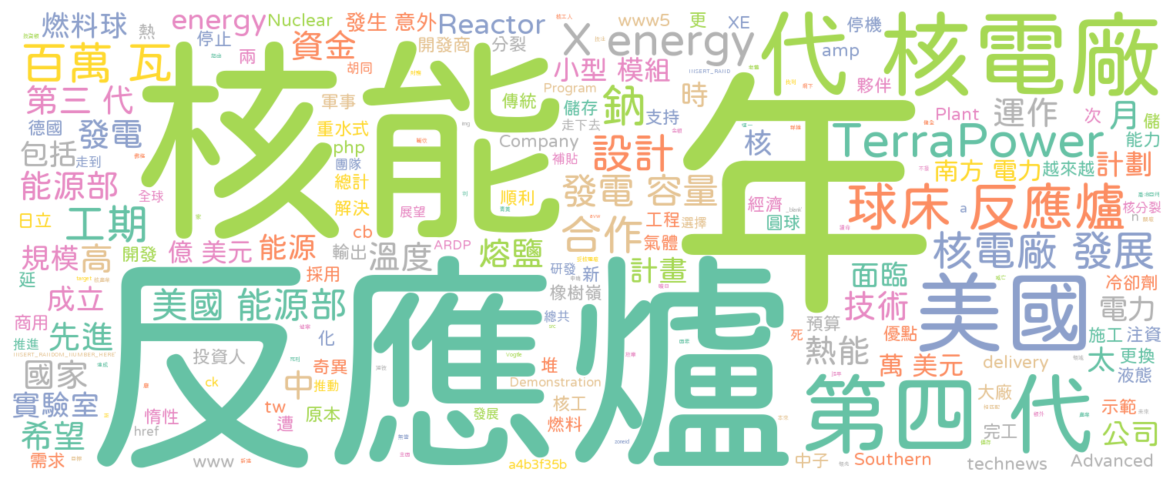 燃料球 熱 energy Nuclear 發生 意外 Reactor www5 更 XE 停機
停止 兩 開發商 分裂 X energy amp 代 核電廠
百萬 瓦 資金 胡同 小型 模組 INSERT_RAND 夥伴
第三 代 軍事 傳統 儲存 鈉 時 Plant 運作 次 月 儲
德國 發電 重水式 Program 走下去 支持 核 TerraPower 能力
包括 走到 php 團隊 Company 補貼 設計 南方 電力 越來越 計劃
核能 年
能源部 全球 總計 順利 發電 容量 經濟 球床 反應爐 核分裂
日立 工期 解決 展望 工程 選擇 圓球 a n
億 美元 能源 cb 合作 氣體 核電廠 發展
規模 高 開發 輸出 溫度 ARDP 熔鹽 計畫 面臨 冷卻劑
延 採用 研發 新
成立 美國 能源部 橡樹嶺 技術 美國 電力
商用 先進 化 總共 預算 優點 施工 注資
推進 INSERT_RANDOM_NUMBER_HERE 投資人 死 熱能 太 更換
國家 奇異 堆 萬 美元 delivery 液態
實驗室 ck 中 推動 Demonstration 大廠
反應爐 第四 代
希望 惰性 tw 遭 原本 核工 發展 示範
href 燃料 完工 公司
需求 www a4b3f35b 中子 Southern technews Advanced